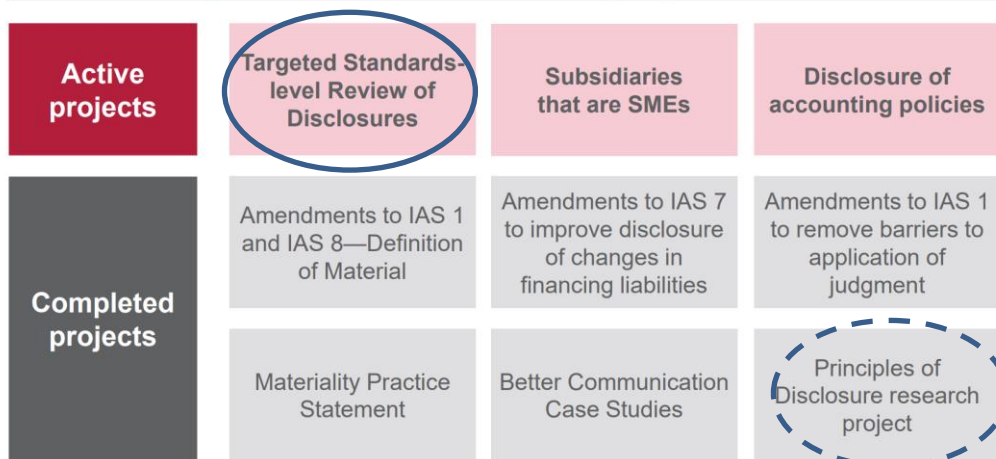 Active
projects
Targeted Standards-
level Review of
Disclosures
Subsidiaries
that are SMEs
Disclosure of
accounting policies
Completed
projects
Amendments to IAS 1
and IAS 8—Definition
of Material
Amendments to IAS 7
to improve disclosure
of changes in
financing liabilities
Amendments to IAS 1
to remove barriers to
application of
judgment
Materiality Practice
Statement
Better Communication
Case Studies
Principles of
Disclosure research
project